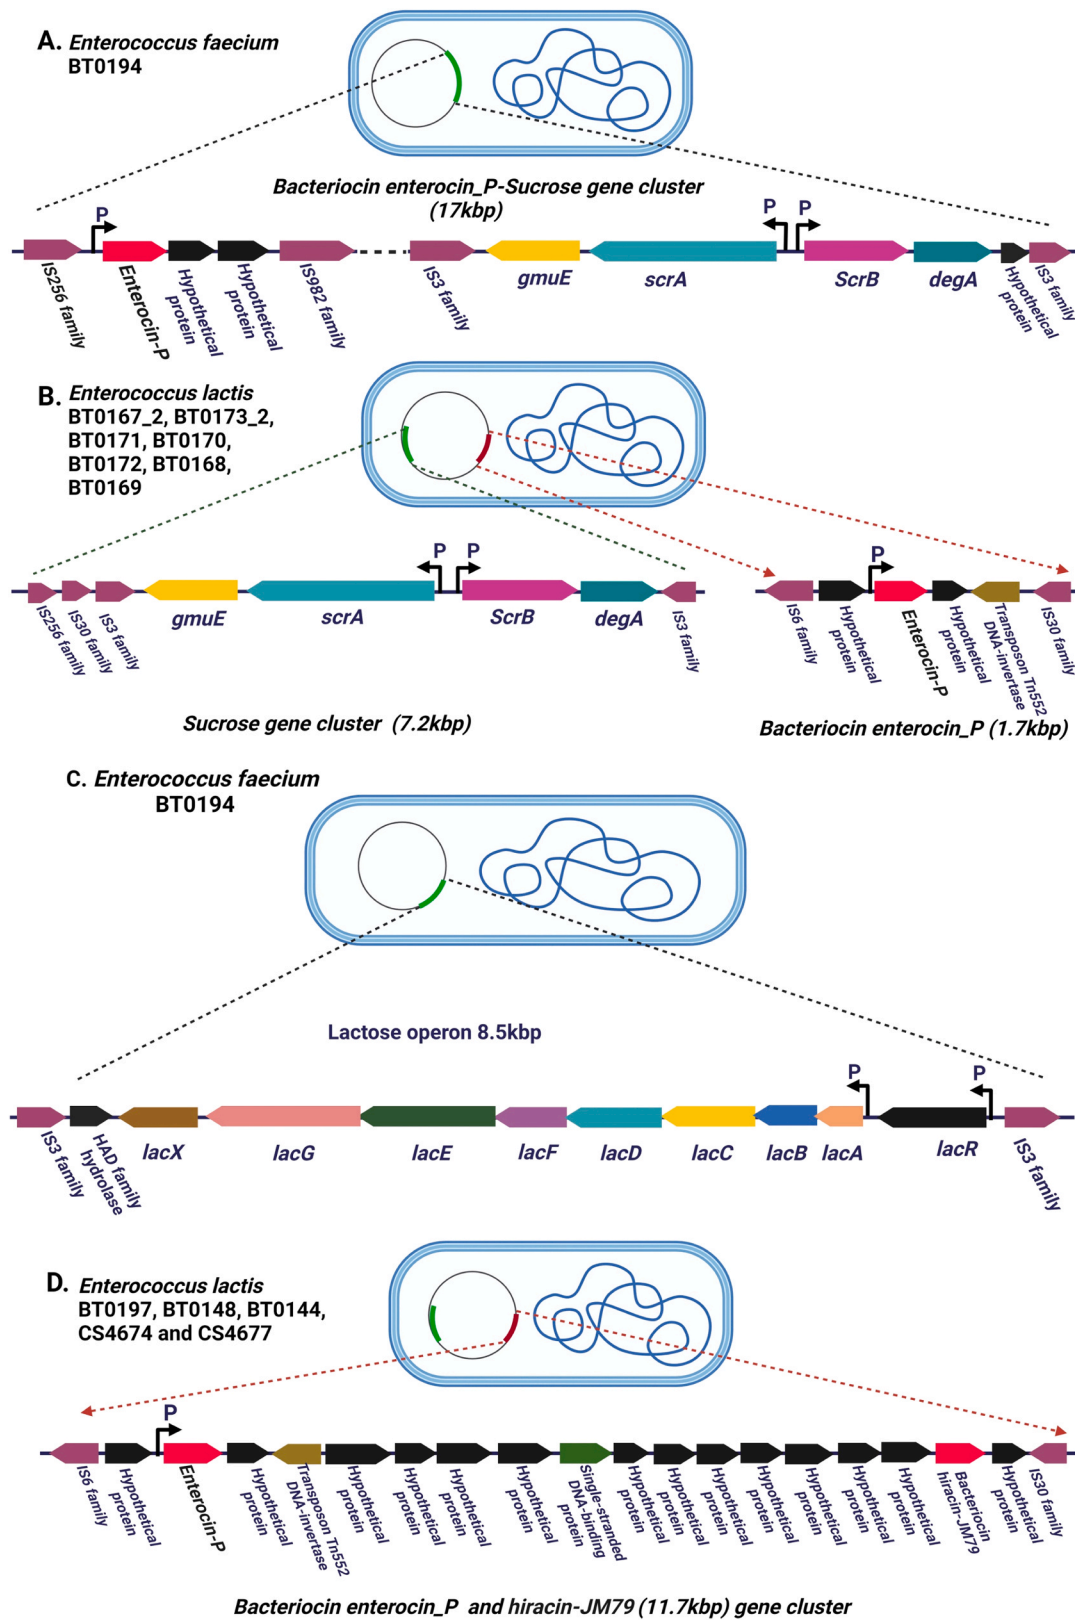 A. Enterococcus faecium
BT0194
Bacteriocin enterocin_P-Sucrose gene cluster
(17kbp)
P
P
P
IS256 family
Enterocin-P
Hypothetical
protein
Hypothetical
protein
IS982 family
IS3 family
gmuE
scrA
ScrB
degA
Hypothetical
protein
IS3 family
B. Enterococcus lactis
BT0167_2, BT0173_2,
BT0171, BT0170,
BT0172, BT0168,
BT0169
P
P
P
IS256 family
IS30 family
IS3 family
gmuE
scrA
ScrB
degA
IS3 family
IS6 family
Hypothetical
protein
Enterocin-P
Hypothetical
protein
Transposon Tn552
DNA-invertase
IS30 family
Sucrose gene cluster (7.2kbp)
Bacteriocin enterocin_P (1.7kbp)
C. Enterococcus faecium
BT0194
Lactose operon 8.5kbp
P
P
IS3 family
HAD family
hydrolase
lacX
lacG
lacE
lacF
lacD
lacC
lacB
lacA
lacR
IS3 family
D. Enterococcus lactis
BT0197, BT0148, BT0144,
CS4674 and CS4677
P
IS6 family
Hypothetical
protein
Enterocin-P
Hypothetical
protein
Transposon Tn552
DNA-invertase
Hypothetical
protein
Hypothetical
protein
Hypothetical
protein
Hypothetical
protein
Single-stranded
DNA-binding
protein
Hypothetical
protein
Hypothetical
protein
Hypothetical
protein
Hypothetical
protein
Hypothetical
protein
Hypothetical
protein
Hypothetical
protein
Bacteriocin
hiracin-JM79
Hypothetical
protein
IS30 family
Bacteriocin enterocin_P and hiracin-JM79 (11.7kbp) gene cluster